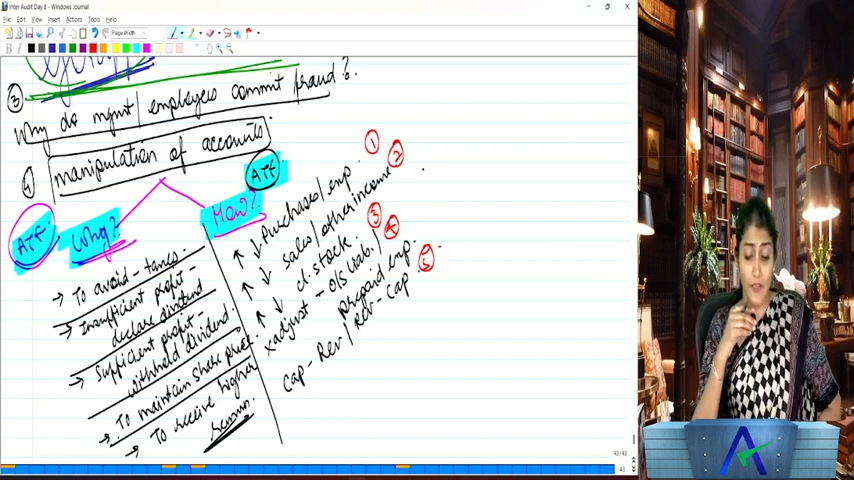 Inter Audit Day 8 - Windows Journal
File Edit View Insert Actions Tools Help
Page Width
③
Why do mgmt / employees commit fraud?
④ manipulation of accounts.
ATF. Why?
→ To avoid - taxes.
→ Insufficient profit -
declare dividend
→ Sufficient profit -
withheld dividend.
→ To maintain share price.
→ To receive higher
remn.
How? ATF.
↑ ↓ Purchases / exp. ①
↑ ↓ sales / other income ②
↑ ↓ cl. stock. ③
x adjust - O/S (liab.) ④
prepaid exp.
Cap - Rev / Rev - Cap ⑤
43/43
43